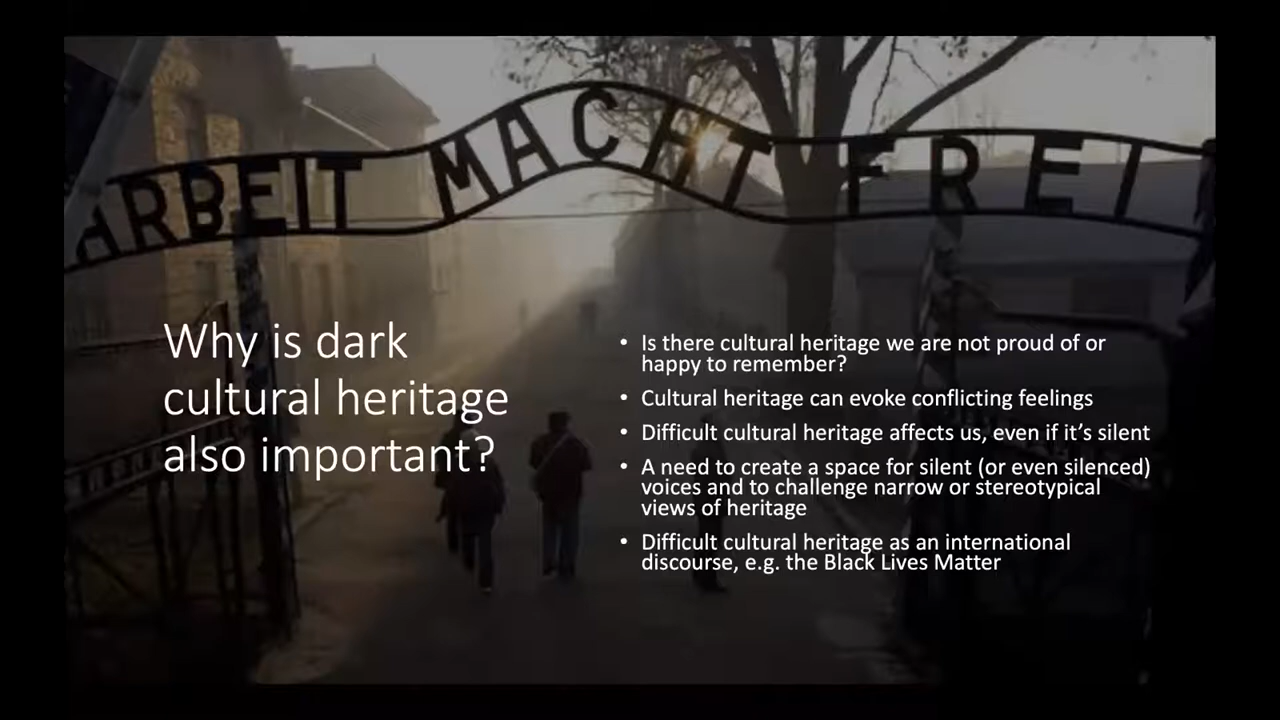 ARBEIT MACHT FREI
Why is dark
cultural heritage
also important?
• Is there cultural heritage we are not proud of or
happy to remember?
• Cultural heritage can evoke conflicting feelings
• Difficult cultural heritage affects us, even if it's silent
• A need to create a space for silent (or even silenced)
voices and to challenge narrow or stereotypical
views of heritage
• Difficult cultural heritage as an international
discourse, e.g. the Black Lives Matter